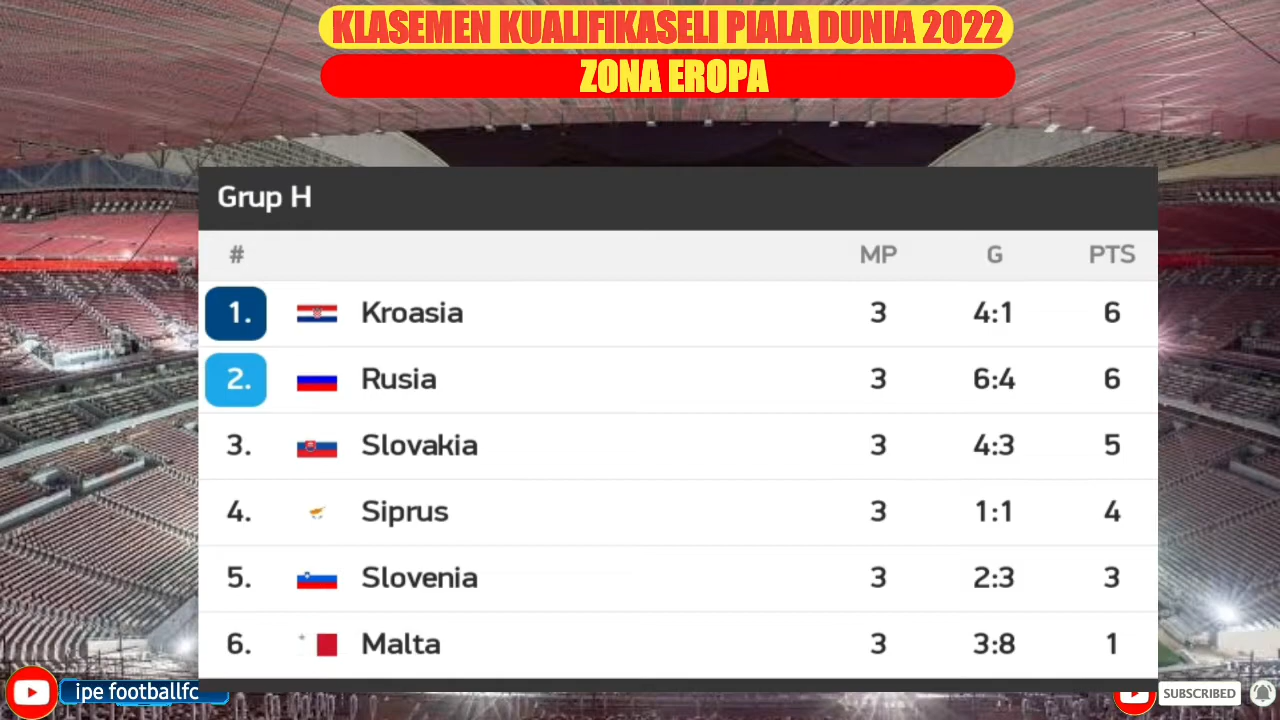 KLASEMEN KUALIFIKASELI PIALA DUNIA 2022
ZONA EROPA
Grup H
# MP G PTS
1. Kroasia 3 4:1 6
2. Rusia 3 6:4 6
3. Slovakia 3 4:3 5
4. Siprus 3 1:1 4
5. Slovenia 3 2:3 3
6. Malta 3 3:8 1
ipe footballfc
SUBSCRIBED